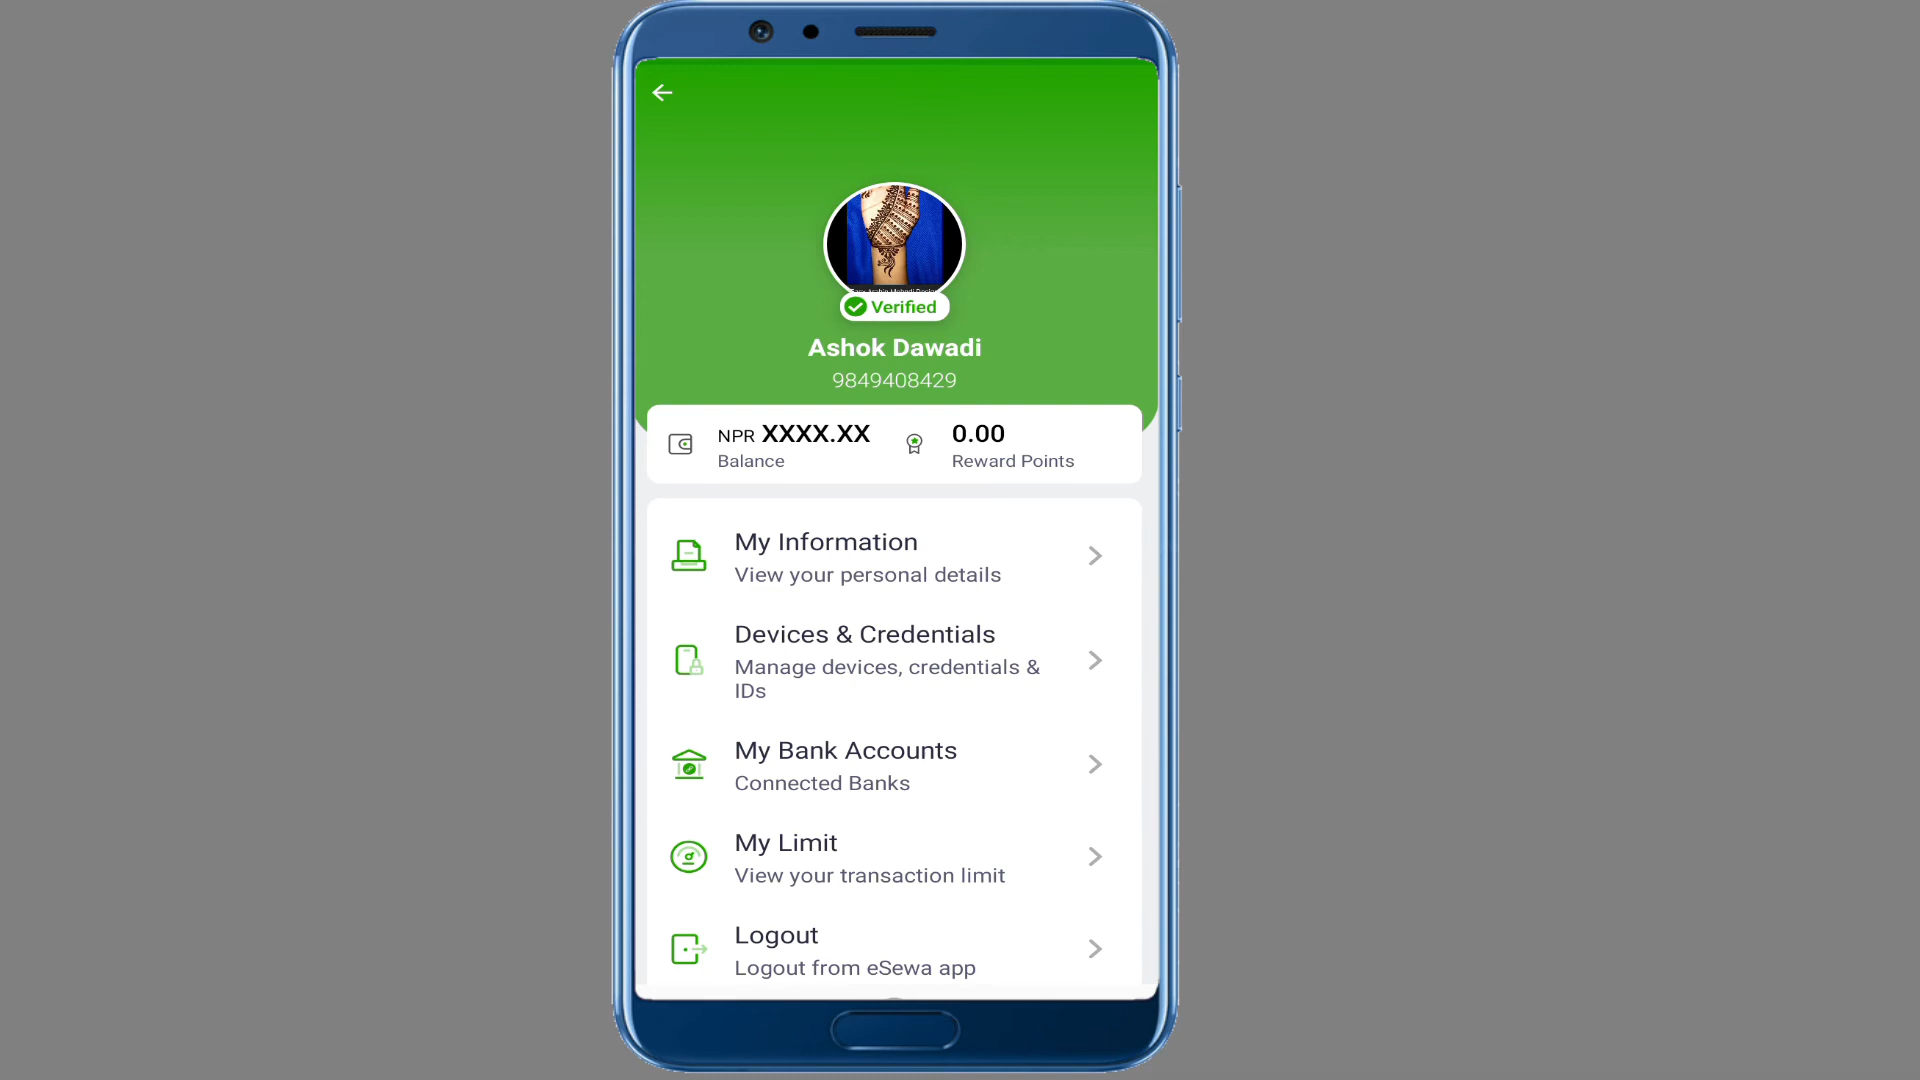 Verified
Ashok Dawadi
9849408429
NPR XXXX.XX
Balance
0.00
Reward Points
My Information
View your personal details
Devices & Credentials
Manage devices, credentials &
IDs
My Bank Accounts
Connected Banks
My Limit
View your transaction limit
Logout
Logout from eSewa app